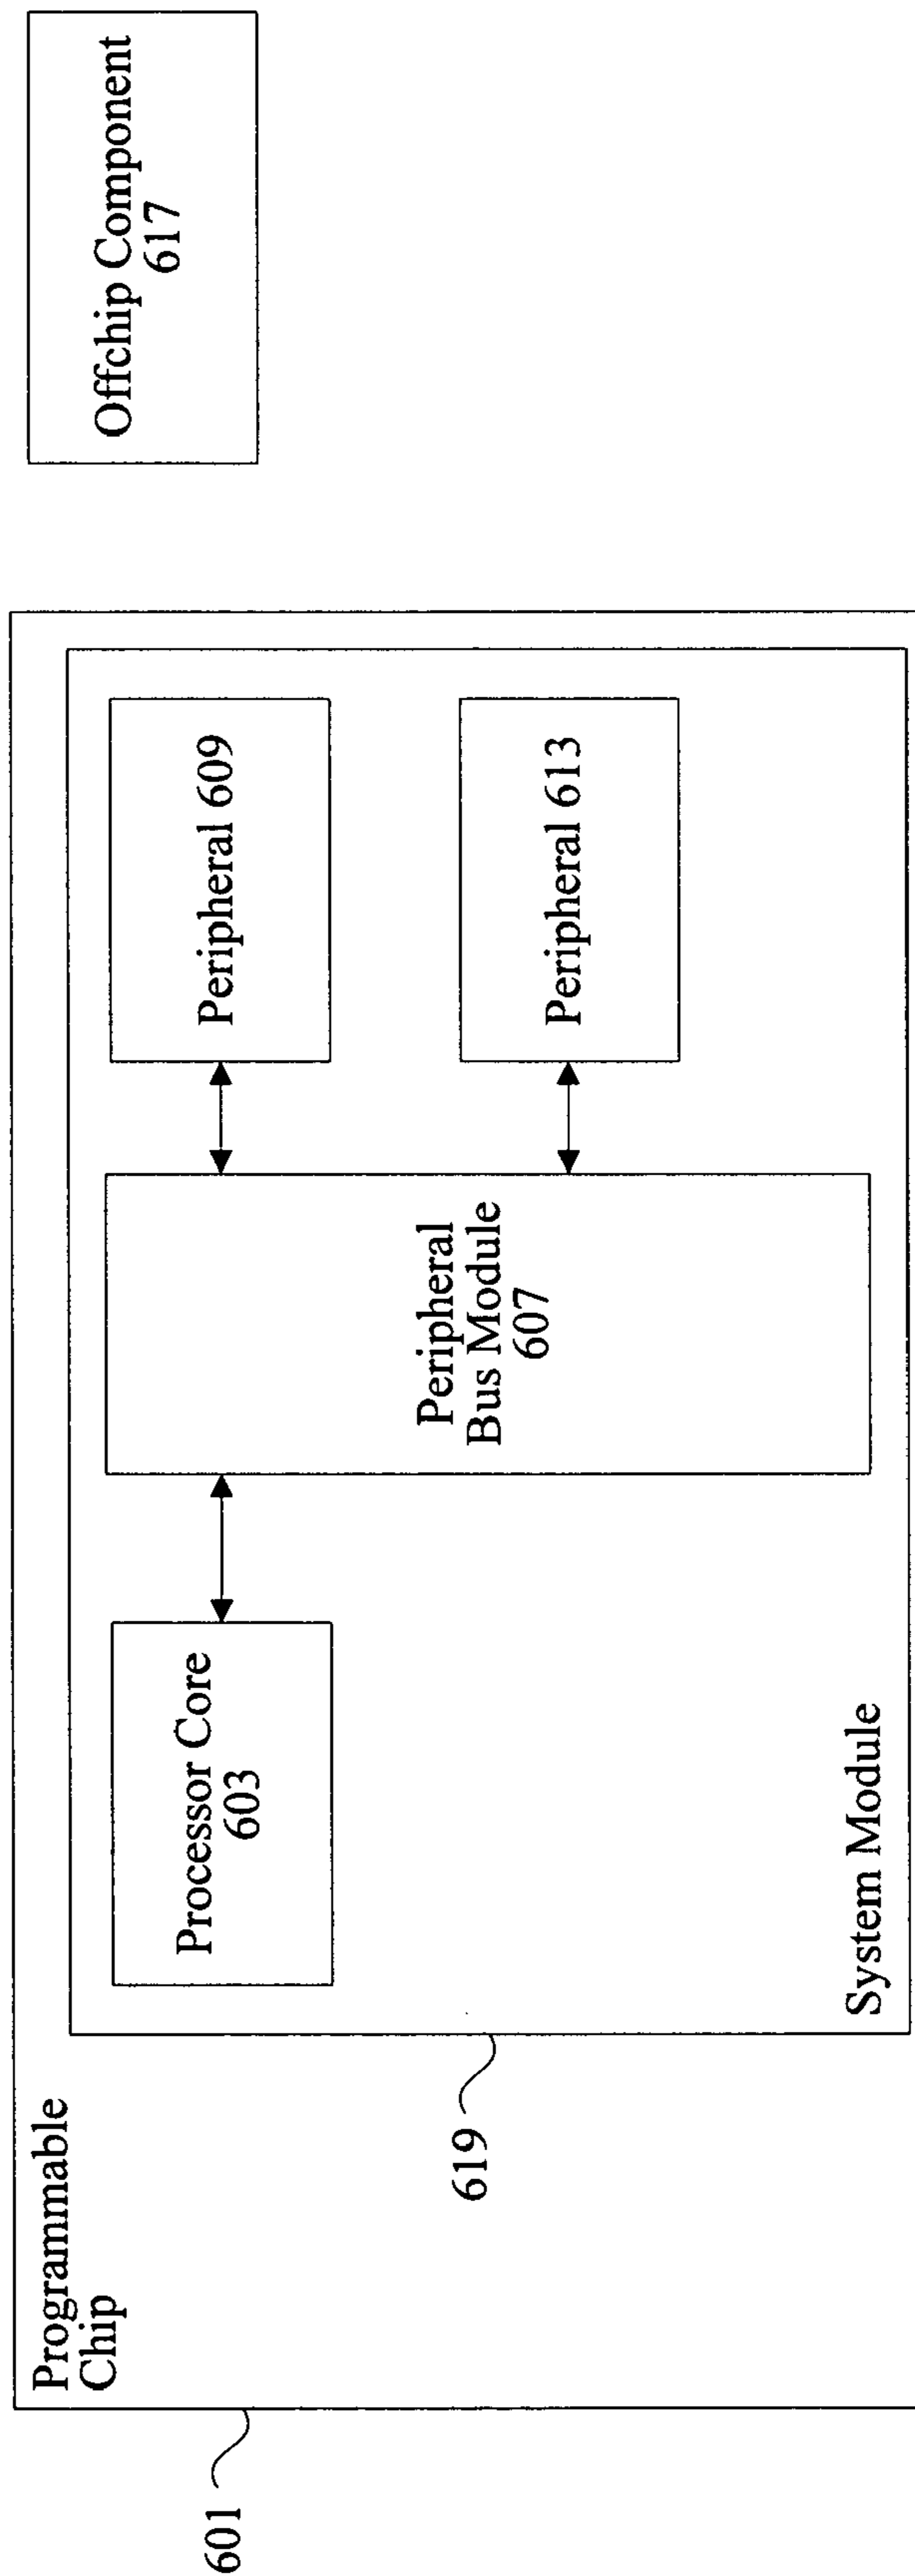 Programmable
Chip
601
619
System Module
Processor Core
603
Peripheral
Bus Module
607
Peripheral 609
Peripheral 613
Offchip Component
617